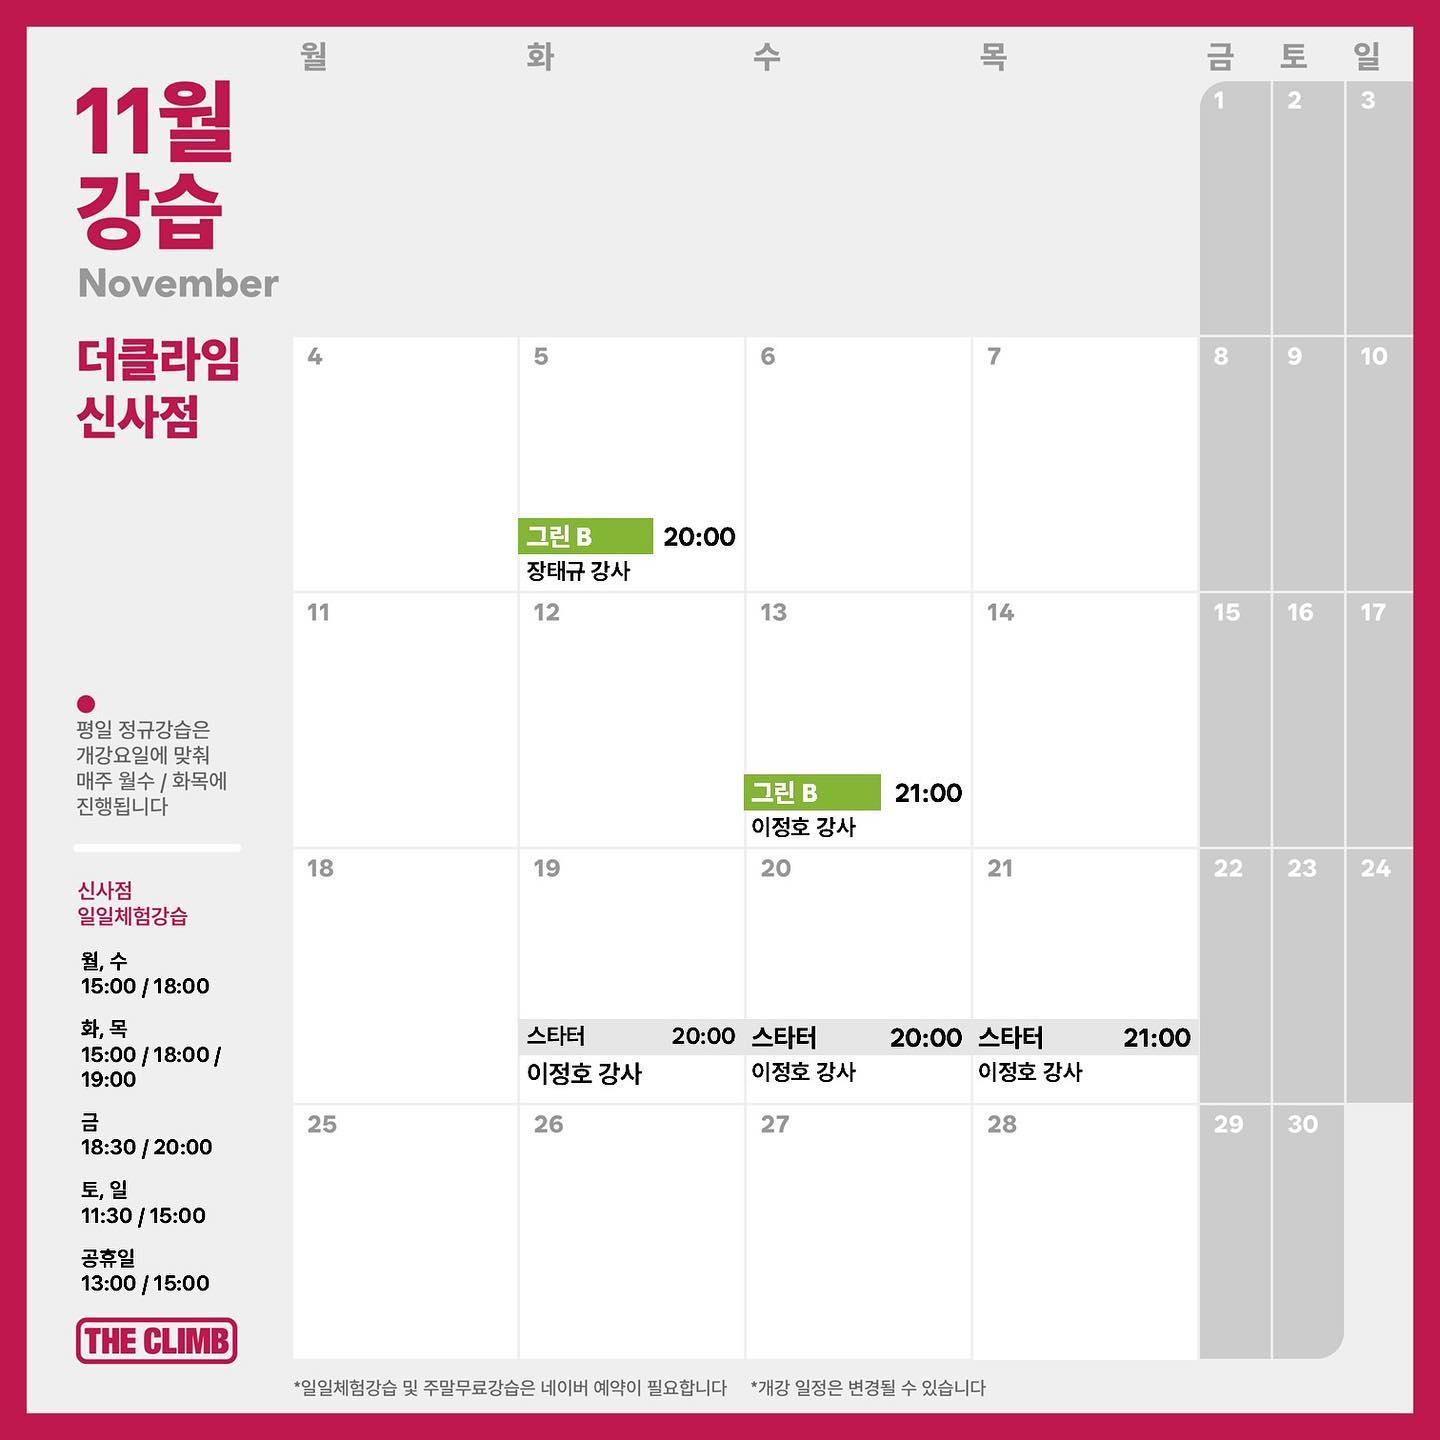 11월
강습
November
더클라임
신사점
월 화 수 목 금 토 일
1 2 3
4 5 6 7 8 9 10
그린 B 20:00
장태규 강사
11 12 13 14 15 16 17
그린 B 21:00
이정호 강사
18 19 20 21 22 23 24
스타터 20:00 스타터 20:00 스타터 21:00
이정호 강사 이정호 강사 이정호 강사
25 26 27 28 29 30
평일 정규강습은
개강요일에 맞춰
매주 월수 / 화목에
진행됩니다
신사점
일일체험강습
월, 수
15:00 / 18:00
화, 목
15:00 / 18:00 /
19:00
금
18:30 / 20:00
토, 일
11:30 / 15:00
공휴일
13:00 / 15:00
THE CLIMB
*일일체험강습 및 주말무료강습은 네이버 예약이 필요합니다 *개강 일정은 변경될 수 있습니다